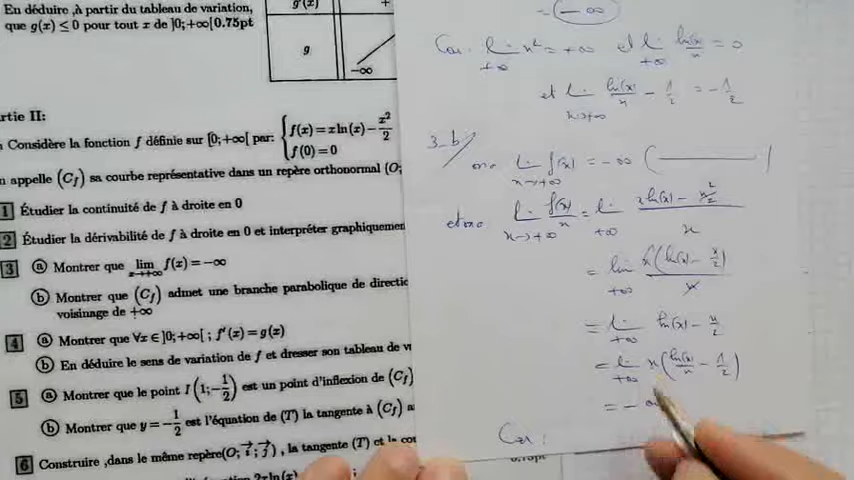 En déduire ,à partir du tableau de variation,
que g(x) ≤ 0 pour tout x de ]0;+∞[ 0.75pt
g'(x) +
g
−∞
rtie II:
Considère la fonction f définie sur [0;+∞[ par: { f(x) = x ln(x) − x²/2
f(0) = 0
n appelle (Cf) sa courbe représentative dans un repère orthonormal (O;
1 Étudier la continuité de f à droite en 0
2 Étudier la dérivabilité de f à droite en 0 et interpréter graphiquemen
3 a Montrer que lim x→+∞ f(x) = −∞
b Montrer que (Cf) admet une branche parabolique de directi
voisinage de +∞
4 a Montrer que ∀x ∈ ]0;+∞[ ; f'(x) = g(x)
b En déduire le sens de variation de f et dresser son tableau de v
5 a Montrer que le point I(1; −1/2) est un point d'inflexion de (Cf)
b Montrer que y = −1/2 est l'équation de (T) la tangente à (Cf) a
6 Construire ,dans le même repère(O; i; j) , la tangente (T) et la cou
= −∞
Car: lim +∞ x² = +∞ et lim +∞ ln(x)/x = 0
et lim x→+∞ ln(x)/x − 1/2 = −1/2
3-b/
on a lim x→+∞ f(x) = −∞ ( )
et on a lim x→+∞ f(x)/x = lim +∞ (x ln(x) − x²/2)/x
= lim +∞ x(ln(x) − x/2)/x
= lim +∞ ln(x) − x/2
= lim +∞ x(ln(x)/x − 1/2)
= −
Car: